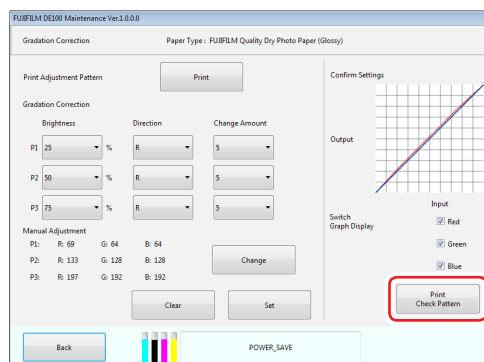 FUJIFILM DE100 Maintenance Ver.1.0.0.0
Gradation Correction Paper Type : FUJIFILM Quality Dry Photo Paper (Glossy)
Print Adjustment Pattern Print Confirm Settings
Gradation Correction
Brightness Direction Change Amount
Output
P1 25 % R 5
P2 50 % R 5
P3 75 % R 5
Input
Switch
Graph Display
Red
Green
Blue
Manual Adjustment
P1: R: 69 G: 64 B: 64
P2: R: 133 G: 128 B: 128
P3: R: 197 G: 192 B: 192
Change
Print
Check Pattern
Clear Set
Back POWER_SAVE